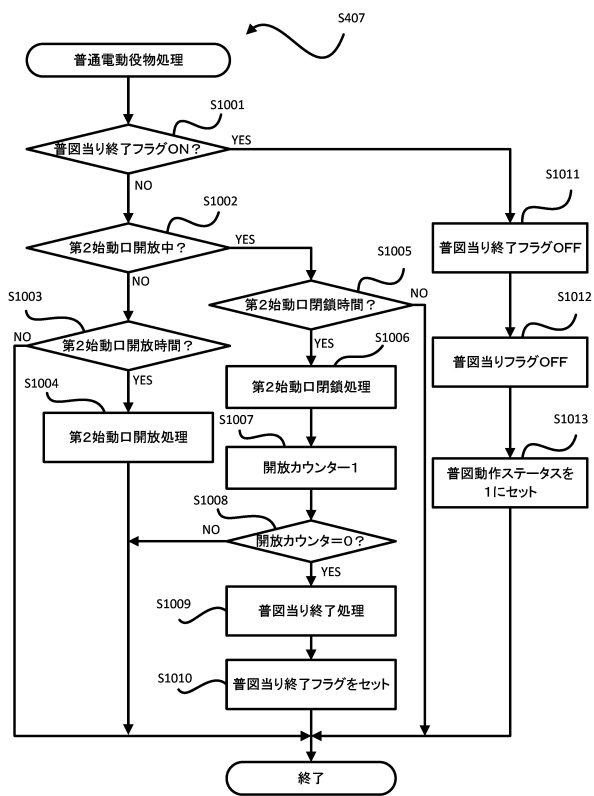 S407
普通電動役物処理
S1001
普図当り終了フラグON?
YES
NO
S1002
第2始動口開放中?
YES
NO
S1003
第2始動口開放時間?
NO
YES
S1004
第2始動口開放処理
S1005
第2始動口閉鎖時間?
NO
YES
S1006
第2始動口閉鎖処理
S1007
開放カウンター1
S1008
開放カウンタ=0?
NO
YES
S1009
普図当り終了処理
S1010
普図当り終了フラグをセット
S1011
普図当り終了フラグOFF
S1012
普図当りフラグOFF
S1013
普図動作ステータスを
1にセット
終了